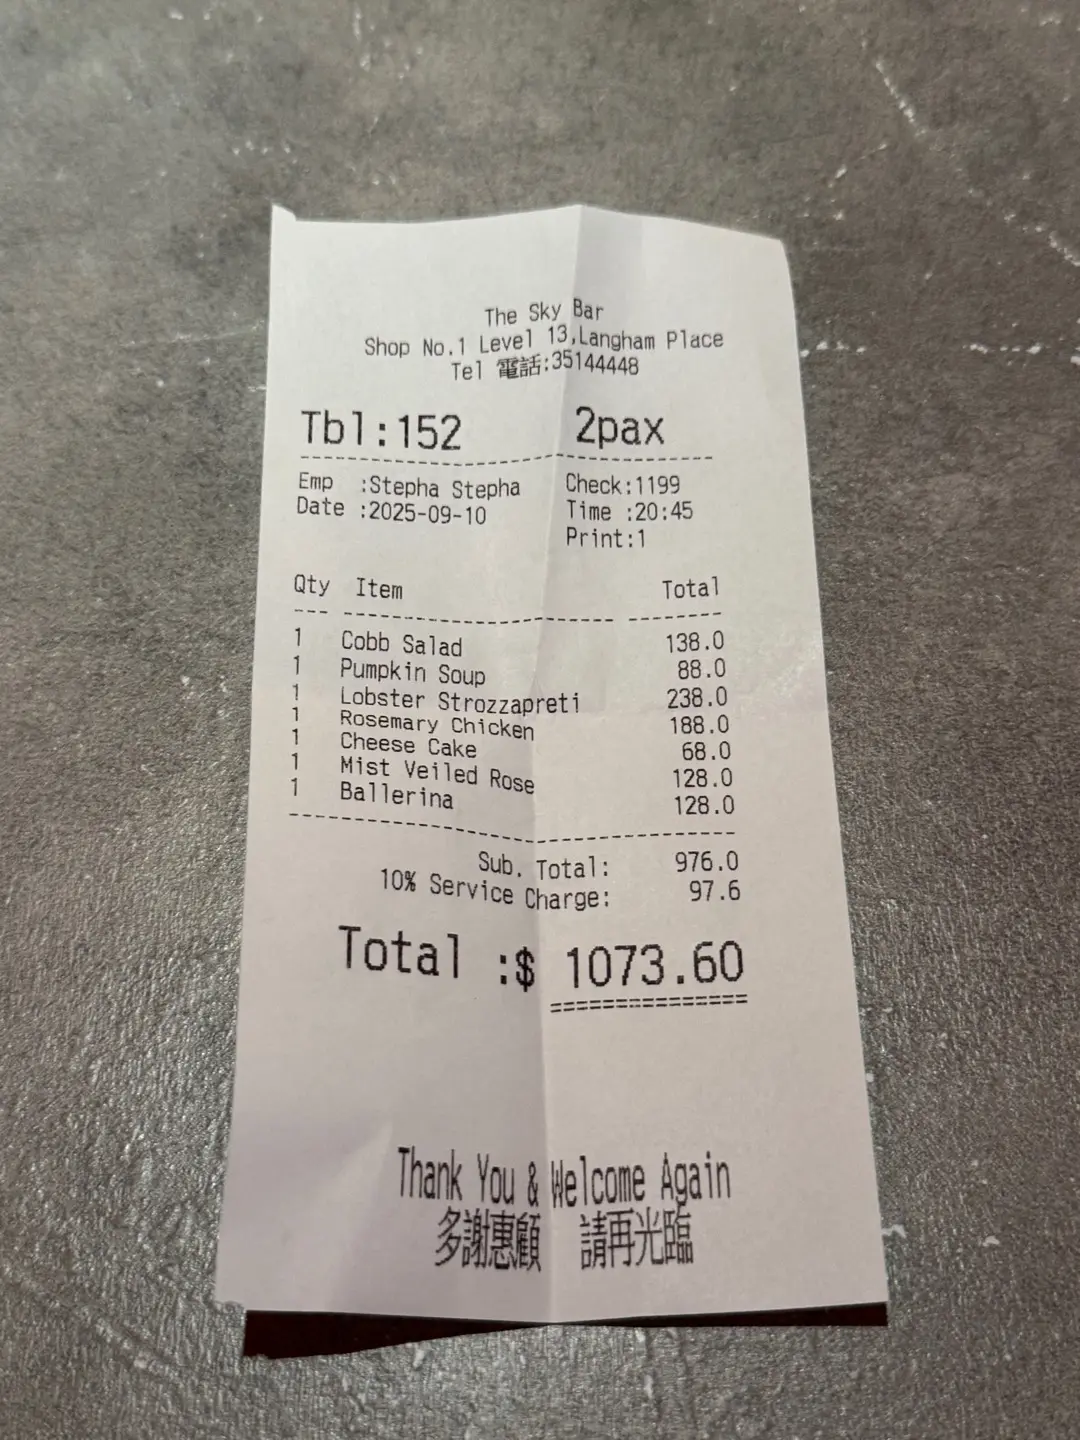 The Sky Bar
Shop No.1 Level 13,Langham Place
Tel 電話:35144448
Tbl:152 2pax
Emp :Stepha Stepha Check:1199
Date :2025-09-10 Time :20:45
Print:1
Qty Item Total
1 Cobb Salad 138.0
1 Pumpkin Soup 88.0
1 Lobster Strozzapreti 238.0
1 Rosemary Chicken 188.0
1 Cheese Cake 68.0
1 Mist Veiled Rose 128.0
1 Ballerina 128.0
Sub. Total: 976.0
10% Service Charge: 97.6
Total :$ 1073.60
Thank You & Welcome Again
多謝惠顧 請再光臨